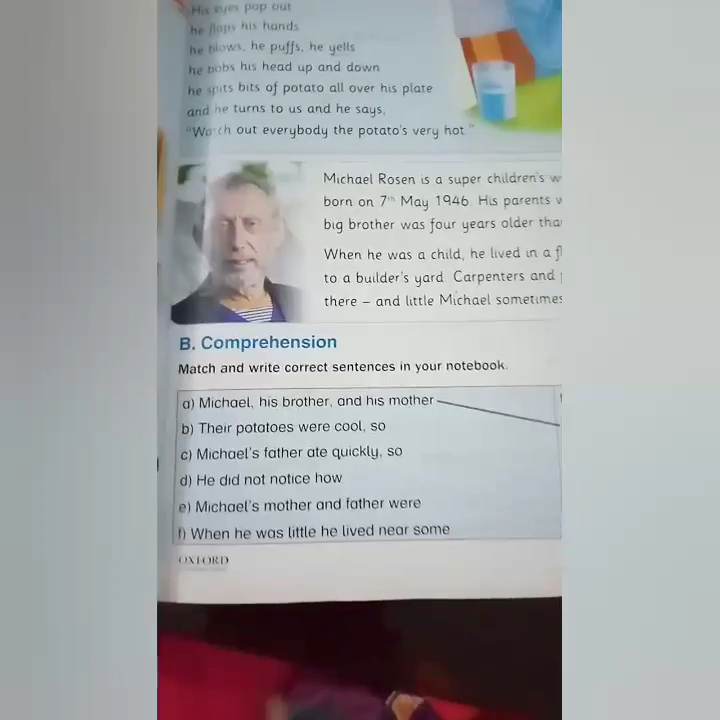 His eyes pop out
he flaps his hands
he blows, he puffs, he yells
he bobs his head up and down
he spits bits of potato all over his plate
and he turns to us and he says,
"Watch out everybody the potato's very hot."
Michael Rosen is a super children's
born on 7th May 1946. His parents
big brother was four years older
When he was a child, he lived in a
to a builder's yard. Carpenters and
there – and little Michael sometimes
B. Comprehension
Match and write correct sentences in your notebook.
a) Michael, his brother, and his mother
b) Their potatoes were cool, so
c) Michael's father ate quickly, so
d) He did not notice how
e) Michael's mother and father were
f) When he was little he lived near some
OXFORD